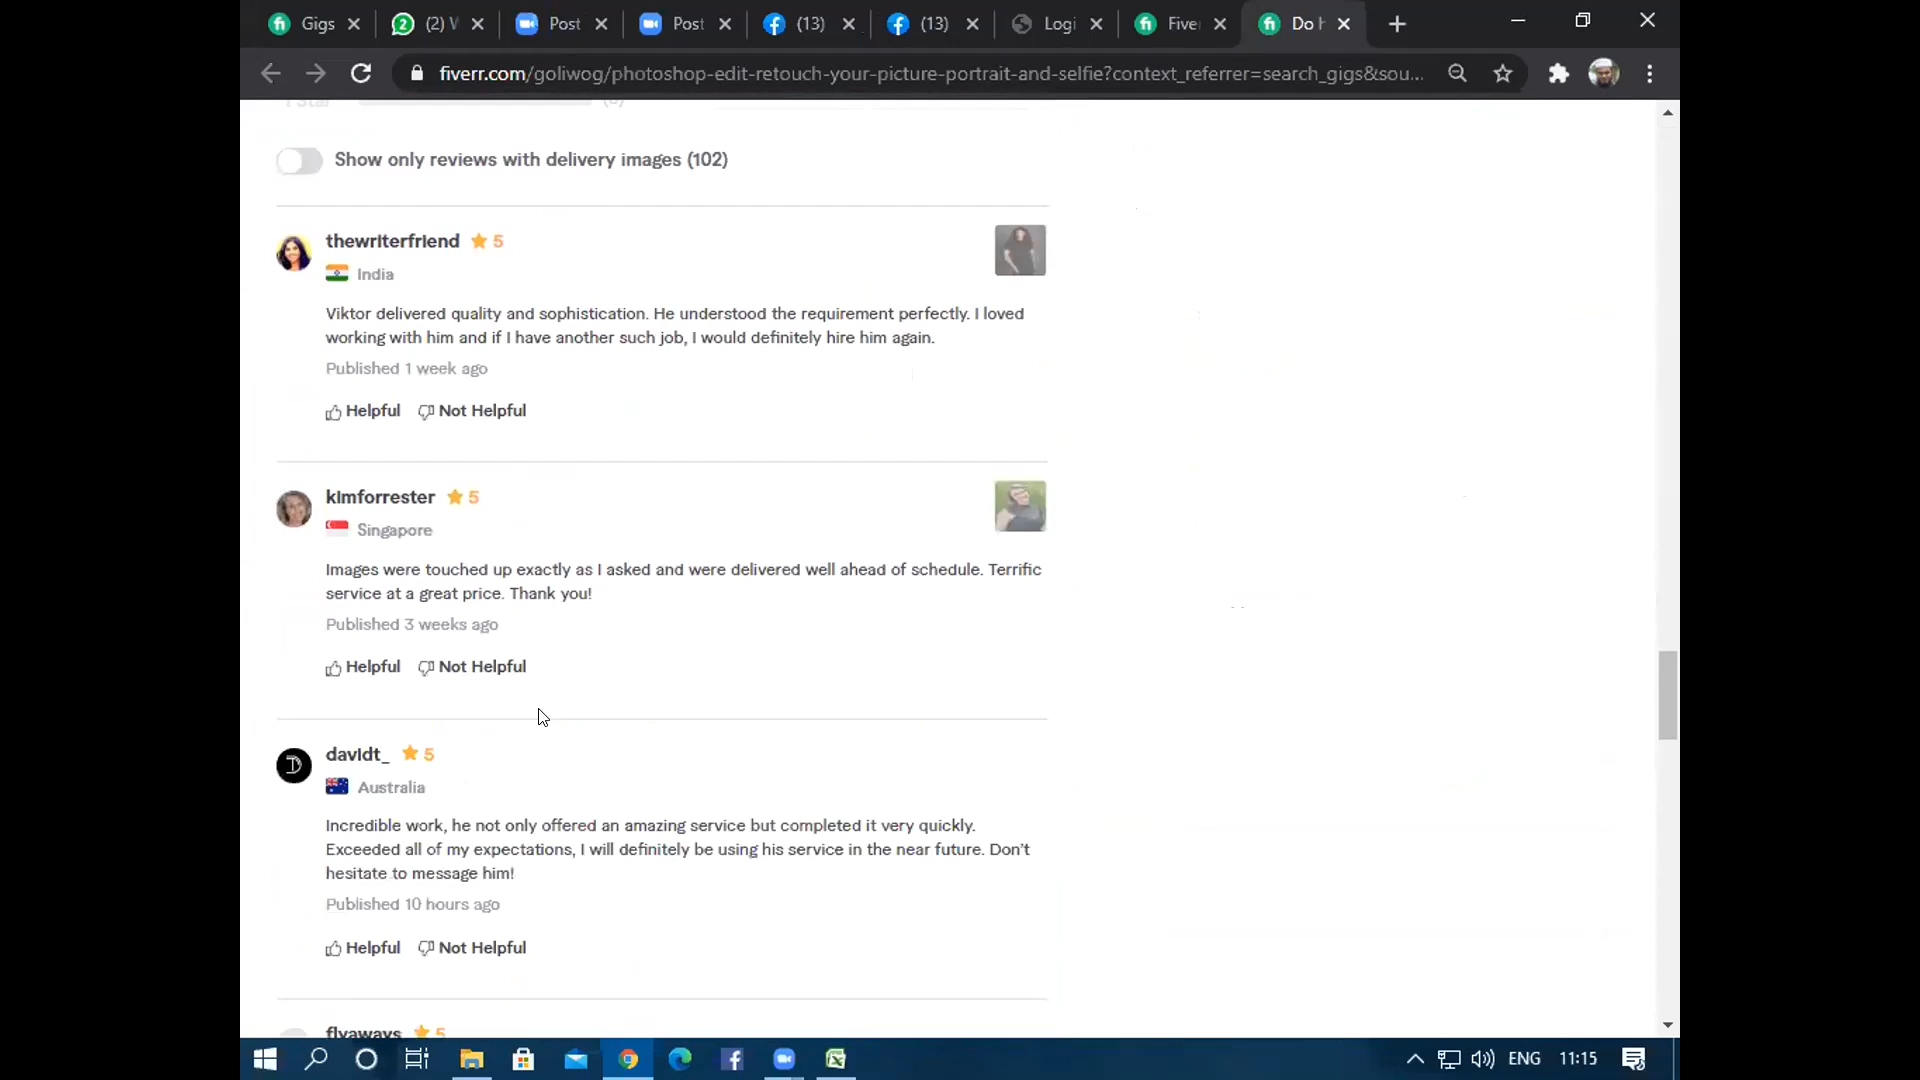 Gigs
(2) V
Post
Post
(13)
(13)
Logi
Five
Do h
fiverr.com/goliwog/photoshop-edit-retouch-your-picture-portrait-and-selfie?context_referrer=search_gigs&sou...
1 Star
Show only reviews with delivery images (102)
thewriterfriend 5
India
Viktor delivered quality and sophistication. He understood the requirement perfectly. I loved
working with him and if I have another such job, I would definitely hire him again.
Published 1 week ago
Helpful Not Helpful
kimforrester 5
Singapore
Images were touched up exactly as I asked and were delivered well ahead of schedule. Terrific
service at a great price. Thank you!
Published 3 weeks ago
Helpful Not Helpful
davidt_ 5
Australia
Incredible work, he not only offered an amazing service but completed it very quickly.
Exceeded all of my expectations, I will definitely be using his service in the near future. Don't
hesitate to message him!
Published 10 hours ago
Helpful Not Helpful
flyaways 5
ENG 11:15